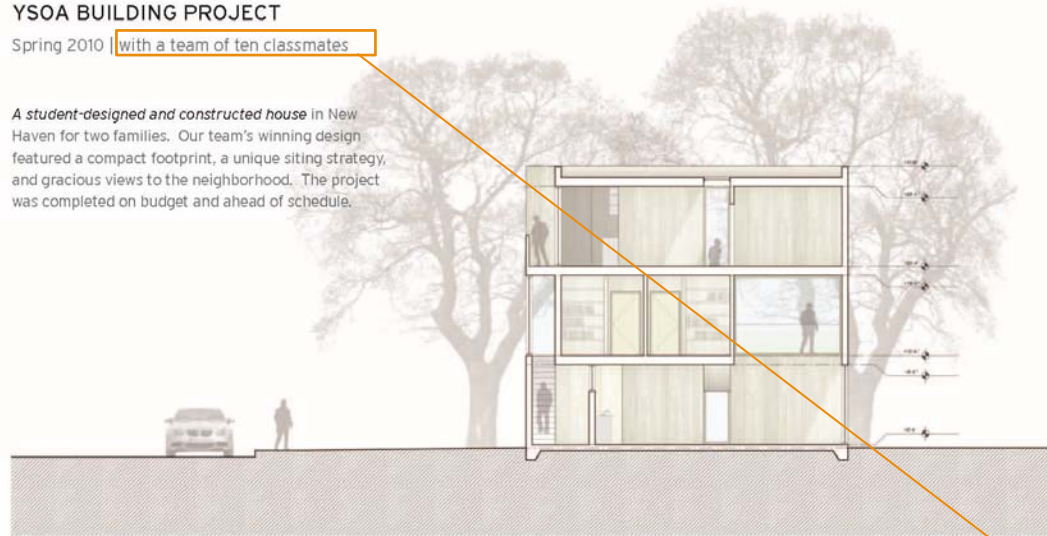 YSOA BUILDING PROJECT
Spring 2010 | with a team of ten classmates
A student-designed and constructed house in New
Haven for two families. Our team's winning design
featured a compact footprint, a unique siting strategy,
and gracious views to the neighborhood. The project
was completed on budget and ahead of schedule.